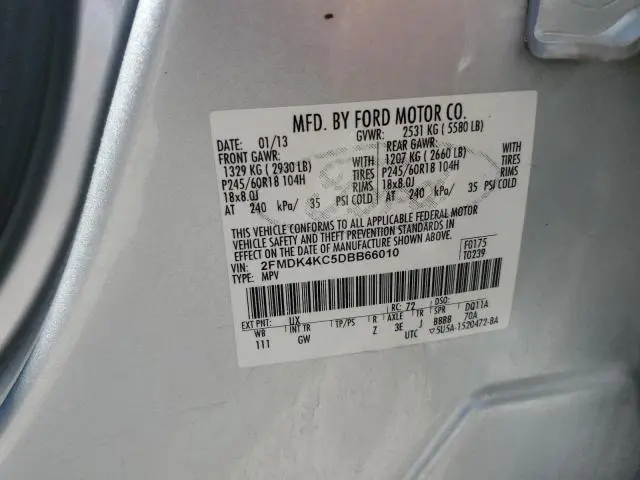 MFD. BY FORD MOTOR CO.
DATE: 01/13 GVWR: 2531 KG ( 5580 LB)
FRONT GAWR: REAR GAWR:
1329 KG ( 2930 LB) WITH 1207 KG ( 2660 LB) WITH
P245/60R18 104H TIRES P245/60R18 104H TIRES
18x8.0J RIMS 18x8.0J RIMS
AT 240 kPa/ 35 PSI COLD AT 240 kPa/ 35 PSI COLD
THIS VEHICLE CONFORMS TO ALL APPLICABLE FEDERAL MOTOR
VEHICLE SAFETY AND THEFT PREVENTION STANDARDS IN
EFFECT ON THE DATE OF MANUFACTURE SHOWN ABOVE.
VIN: 2FMDK4KC5DBB66010 F0175
TYPE: MPV T0239
EXT PNT: UX RC: 72 DSO:
WB INT TR TP/PS R AXLE TR SPR DQ11A
111 GW Z 3E J BBBB 70A
UTC ▽5U5A-1520472-BA